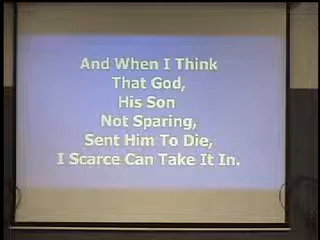 And When I Think
That God,
His Son
Not Sparing,
Sent Him To Die,
I Scarce Can Take It In.